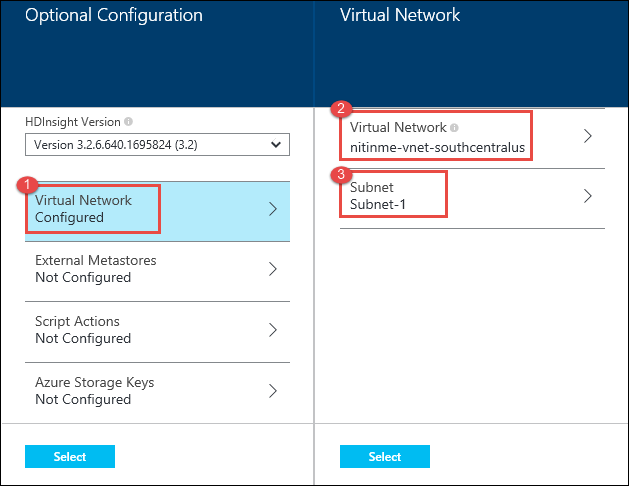 Optional Configuration
HDInsight Version
Version 3.2.6.640.1695824 (3.2)
1
Virtual Network
Configured
External Metastores
Not Configured
Script Actions
Not Configured
Azure Storage Keys
Not Configured
Select
Virtual Network
2
Virtual Network
nitinme-vnet-southcentralus
3
Subnet
Subnet-1
Select